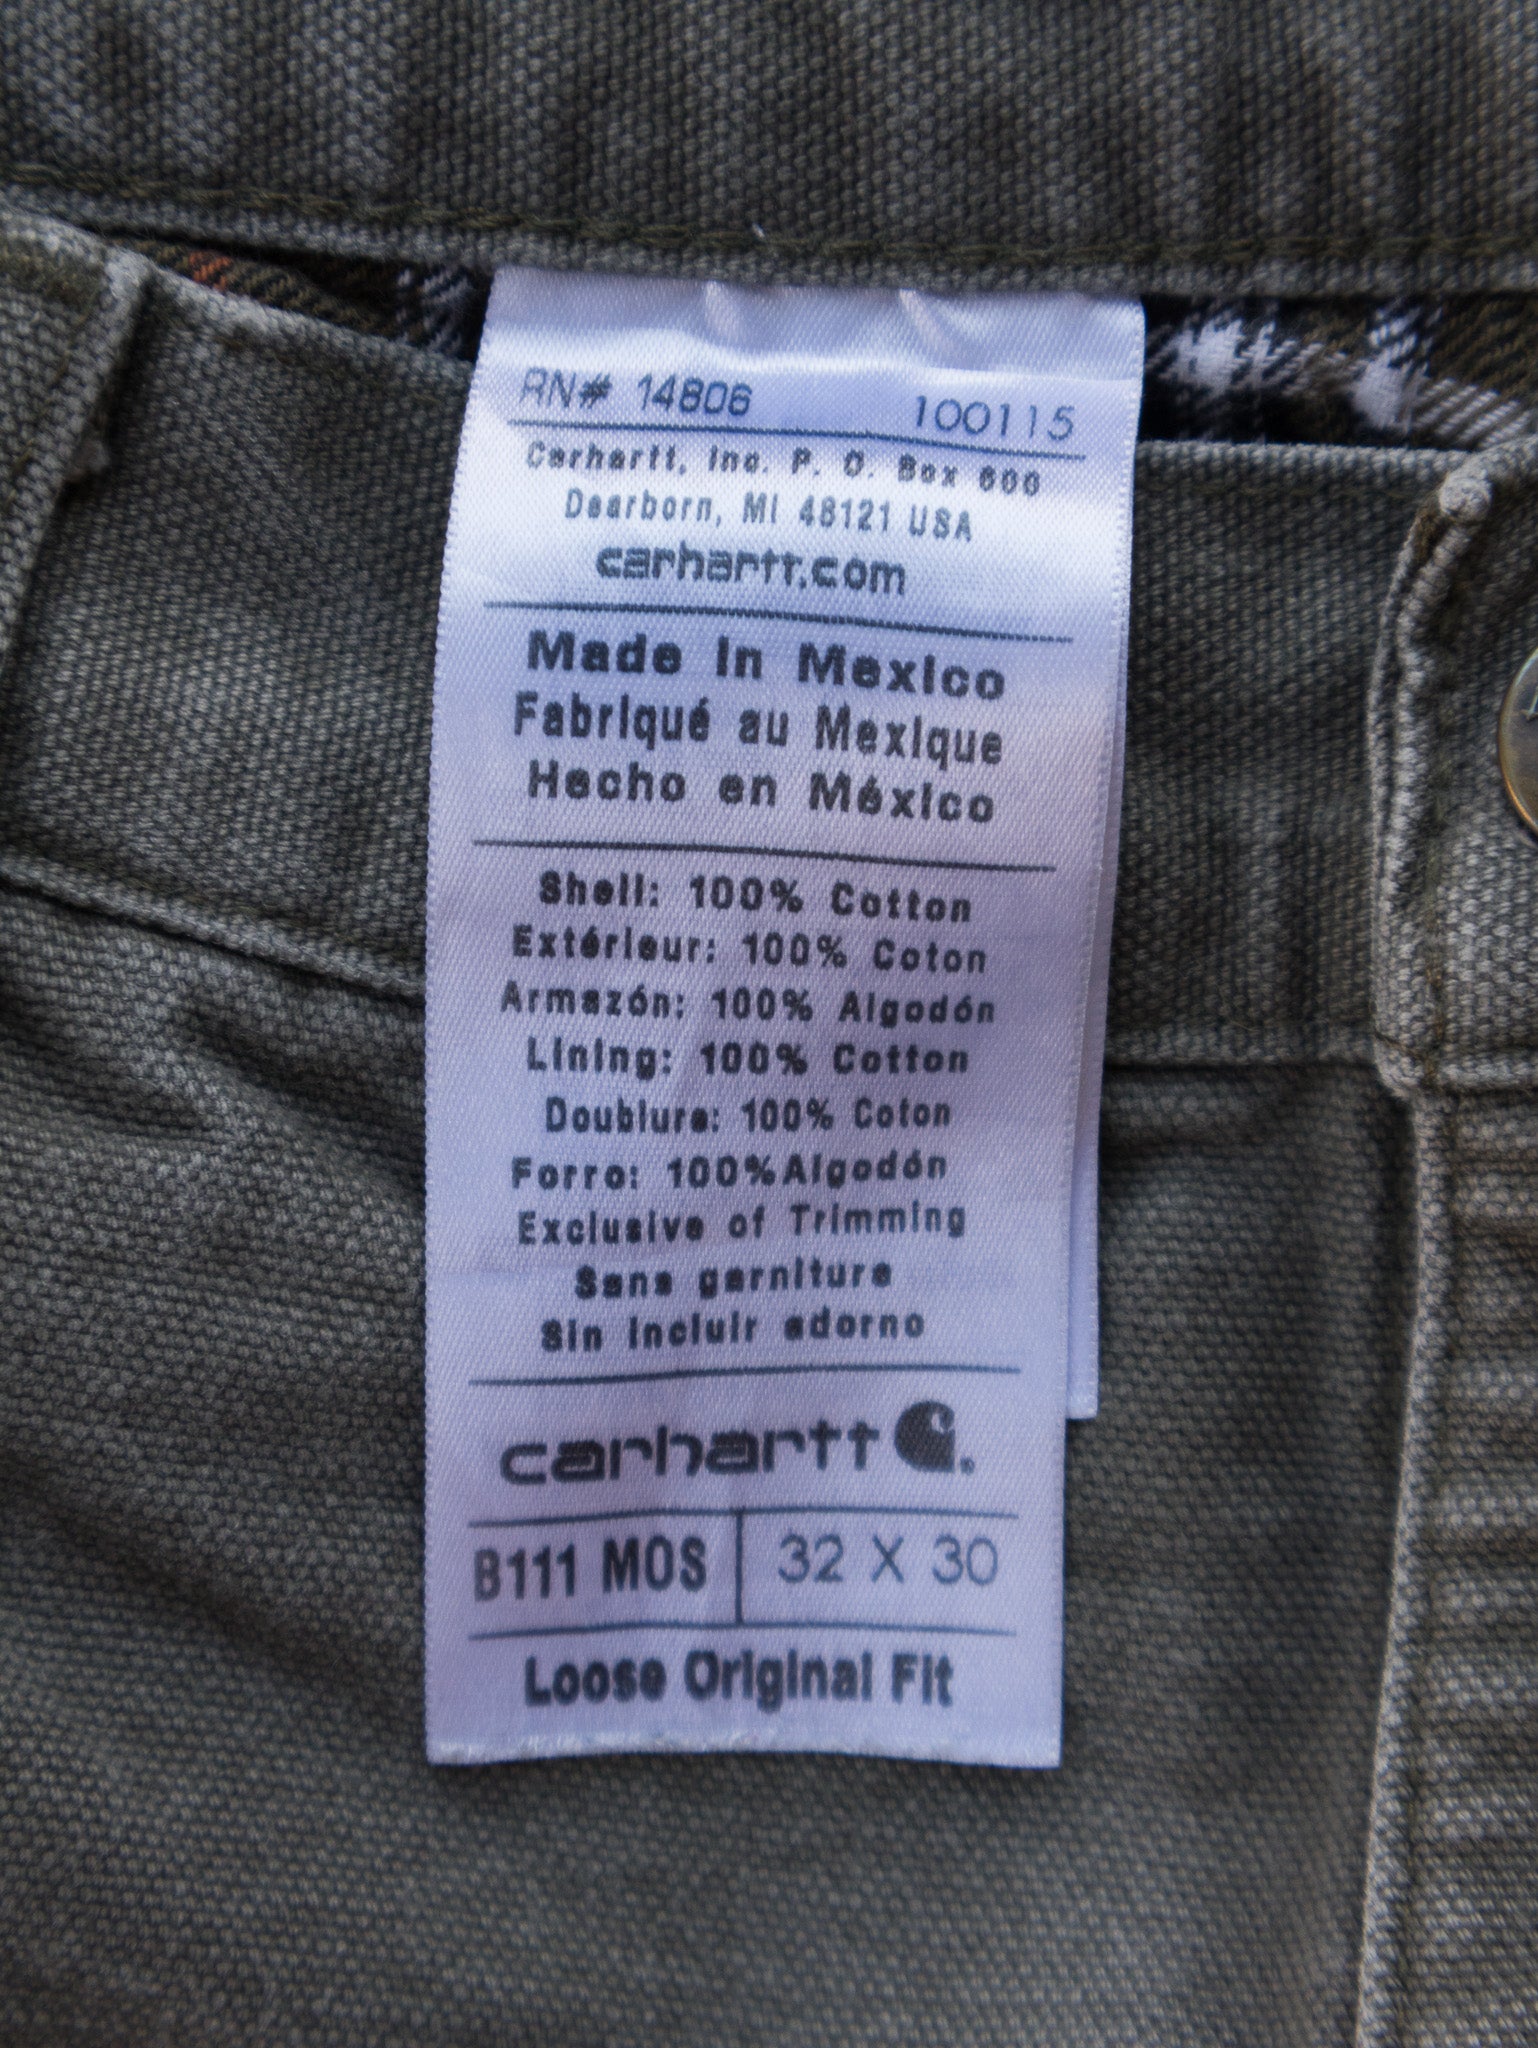 RN# 14806 100115
Carhartt, Inc. P. O. Box 600
Dearborn, MI 48121 USA
carhartt.com
Made in Mexico
Fabriqué au Mexique
Hecho en México
Shell: 100% Cotton
Extérieur: 100% Coton
Armazón: 100% Algodón
Lining: 100% Cotton
Doublure: 100% Coton
Forro: 100%Algodón
Exclusive of Trimming
Sans garniture
Sin incluir adorno
carhartt
B111 MOS 32 X 30
Loose Original Fit